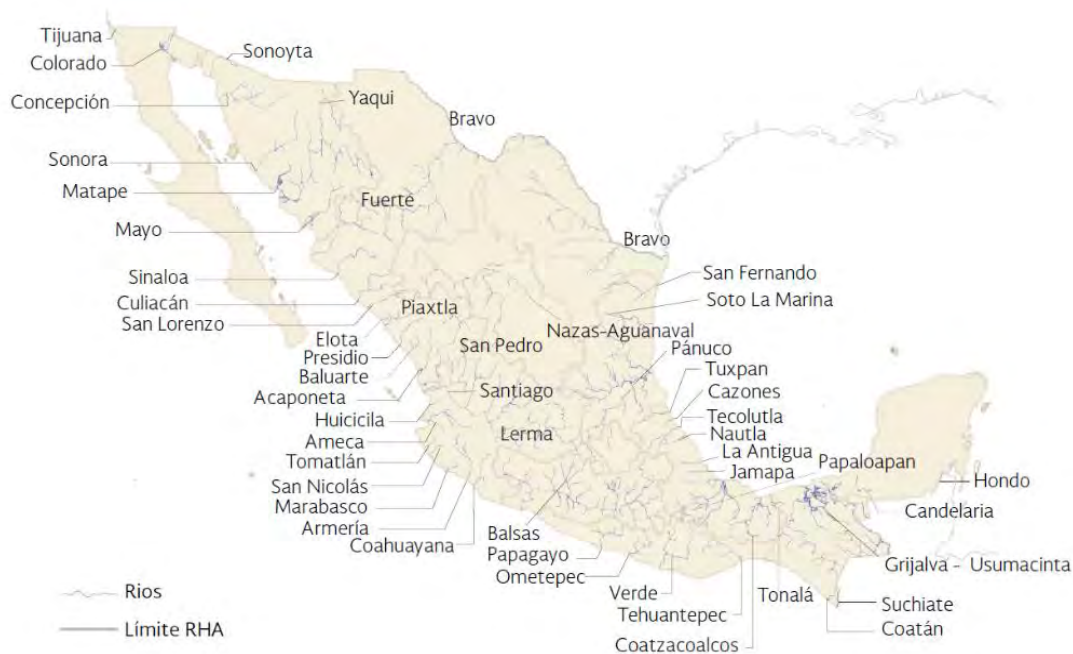 Tijuana
Colorado
Sonoyta
Concepción
Yaqui
Bravo
Sonora
Matape
Fuerte
Mayo
Bravo
Sinaloa
San Fernando
Culiacán
Piaxtla
Soto La Marina
San Lorenzo
Elota
Nazas-Aguanaval
Presidio
San Pedro
Pánuco
Baluarte
Tuxpan
Acaponeta
Santiago
Cazones
Huicicila
Tecolutla
Ameca
Lerma
Nautla
Tomatlán
La Antigua
Papaloapan
Jamapa
San Nicolás
Hondo
Marabasco
Candelaria
Armería
Balsas
Coahuayana
Papagayo
Grijalva - Usumacinta
Ometepec
Verde
Tonalá
Rios
Tehuantepec
Suchiate
Límite RHA
Coatán
Coatzacoalcos